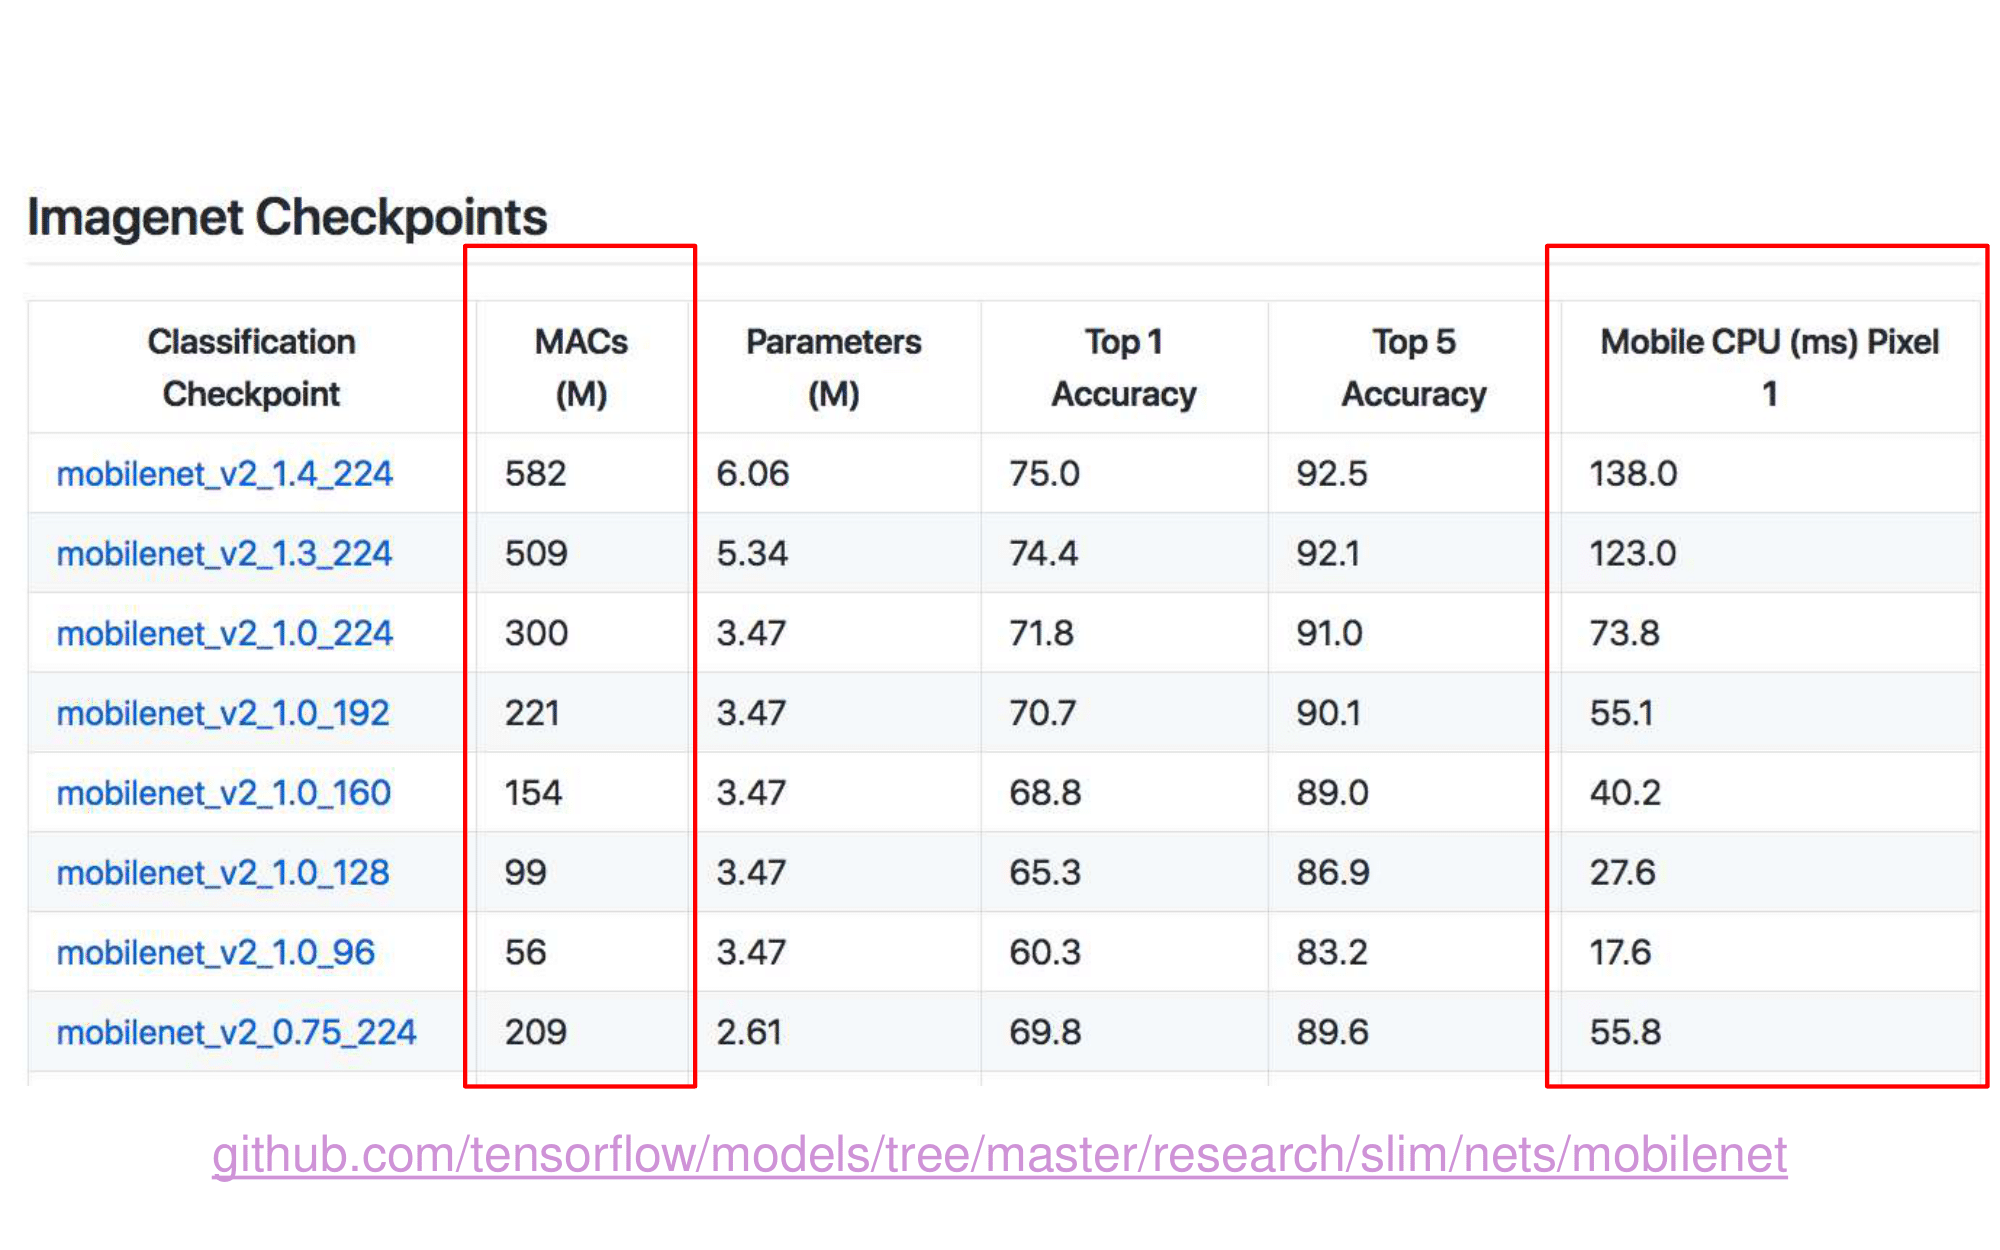 Imagenet Checkpoints
Classification Checkpoint MACs (M) Parameters (M) Top 1 Accuracy Top 5 Accuracy Mobile CPU (ms) Pixel 1
mobilenet_v2_1.4_224 582 6.06 75.0 92.5 138.0
mobilenet_v2_1.3_224 509 5.34 74.4 92.1 123.0
mobilenet_v2_1.0_224 300 3.47 71.8 91.0 73.8
mobilenet_v2_1.0_192 221 3.47 70.7 90.1 55.1
mobilenet_v2_1.0_160 154 3.47 68.8 89.0 40.2
mobilenet_v2_1.0_128 99 3.47 65.3 86.9 27.6
mobilenet_v2_1.0_96 56 3.47 60.3 83.2 17.6
mobilenet_v2_0.75_224 209 2.61 69.8 89.6 55.8
github.com/tensorflow/models/tree/master/research/slim/nets/mobilenet